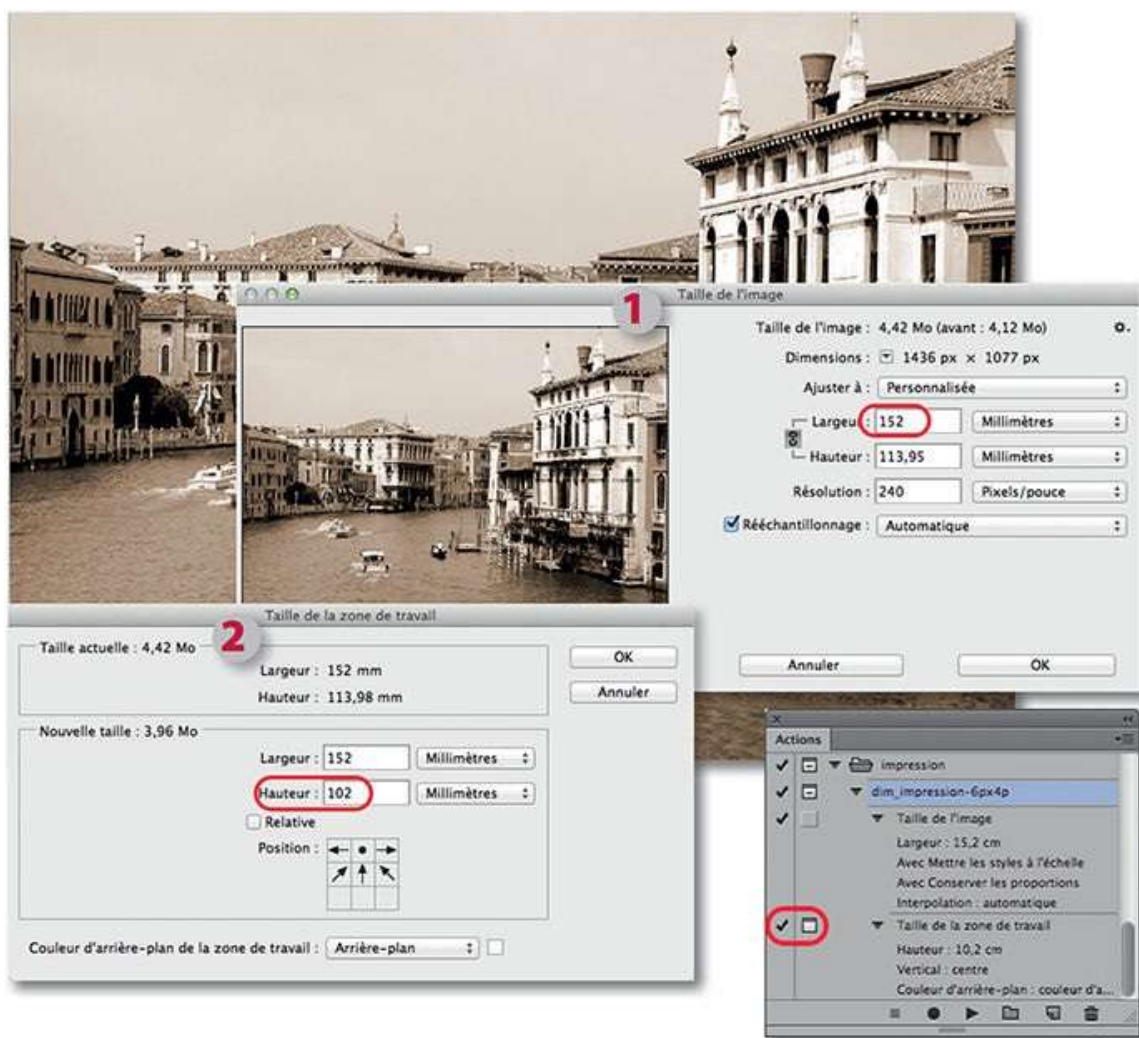 1
Taille de l'image
Taille de l'image : 4,42 Mo (avant : 4,12 Mo)
Dimensions : 1436 px × 1077 px
Ajuster à : Personnalisée
Largeur : 152 Millimètres
Hauteur : 113,95 Millimètres
Résolution : 240 Pixels/pouce
Rééchantillonnage : Automatique
Annuler OK
2
Taille de la zone de travail
Taille actuelle : 4,42 Mo
Largeur : 152 mm
Hauteur : 113,98 mm
OK
Annuler
Nouvelle taille : 3,96 Mo
Largeur : 152 Millimètres
Hauteur : 102 Millimètres
Relative
Position :
Couleur d'arrière-plan de la zone de travail : Arrière-plan
Actions
impression
dim_impression-6px4p
Taille de l'image
Largeur : 15,2 cm
Avec Mettre les styles à l'échelle
Avec Conserver les proportions
Interpolation : automatique
Taille de la zone de travail
Hauteur : 10,2 cm
Vertical : centre
Couleur d'arrière-plan : couleur d'a...